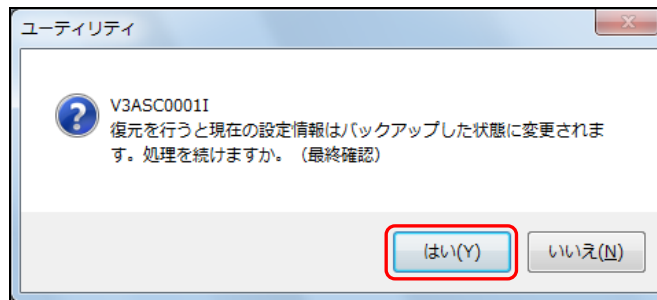 ユーティリティ
V3ASC0001I
復元を行うと現在の設定情報はバックアップした状態に変更されま
す。処理を続けますか。（最終確認）
はい(Y)
いいえ(N)